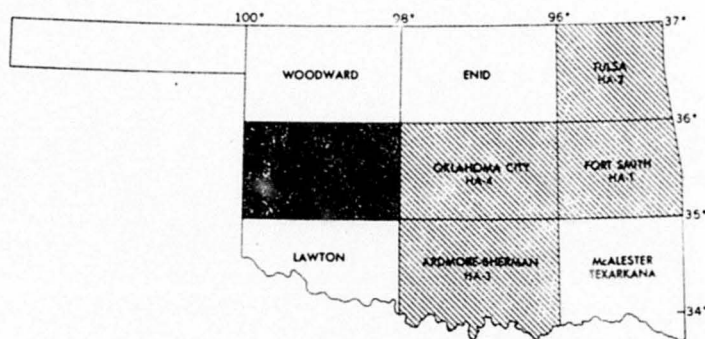 100° 98° 96° 37°
WOODWARD ENID TULSA
HA-2
36°
OKLAHOMA CITY FORT SMITH
HA-4 HA-1
35°
LAWTON ARDMORE-SHERMAN McALESTER
HA-3 TEXARKANA
34°